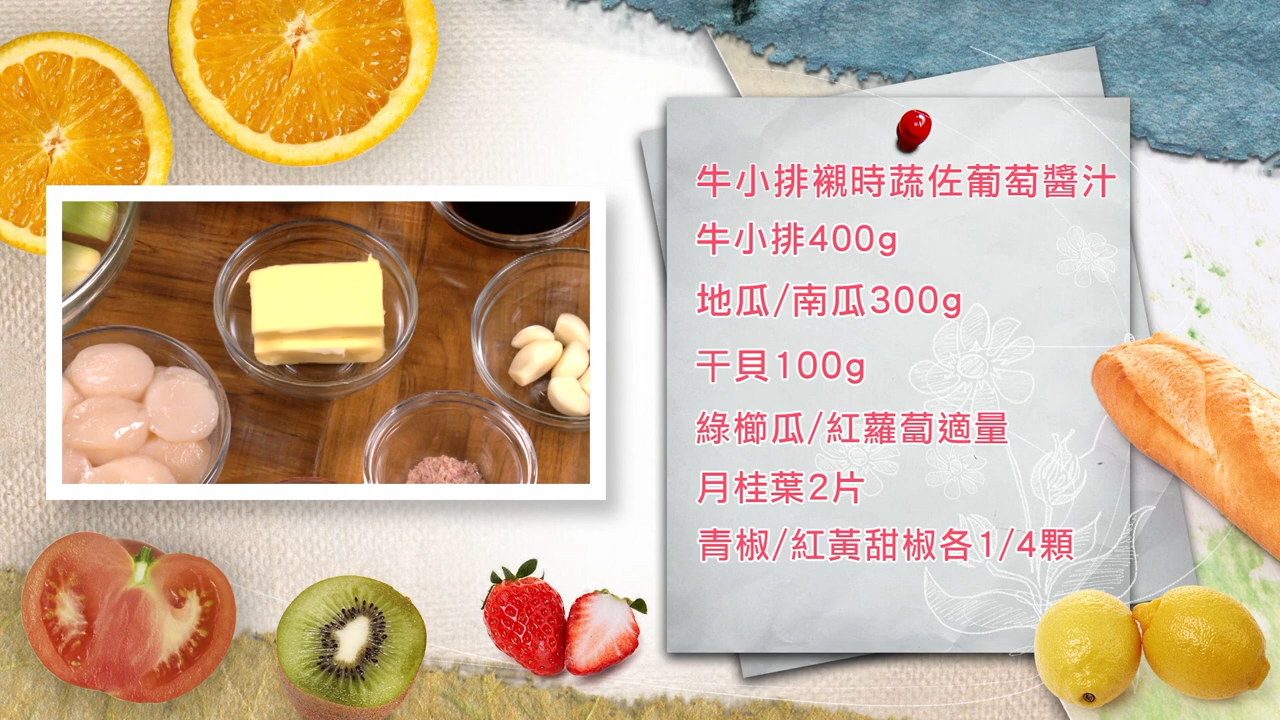 牛小排襯時蔬佐葡萄醬汁
牛小排400g
地瓜/南瓜300g
干貝100g
綠櫛瓜/紅蘿蔔適量
月桂葉2片
青椒/紅黃甜椒各1/4顆